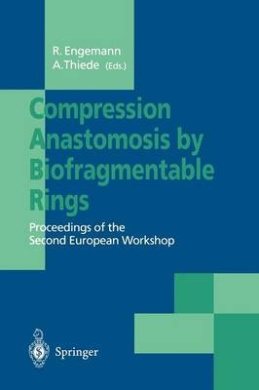 R. Engemann
A. Thiede (Eds.)
Compression
Anastomosis by
Biofragmentable
Rings
Proceedings of the
Second European Workshop
Springer